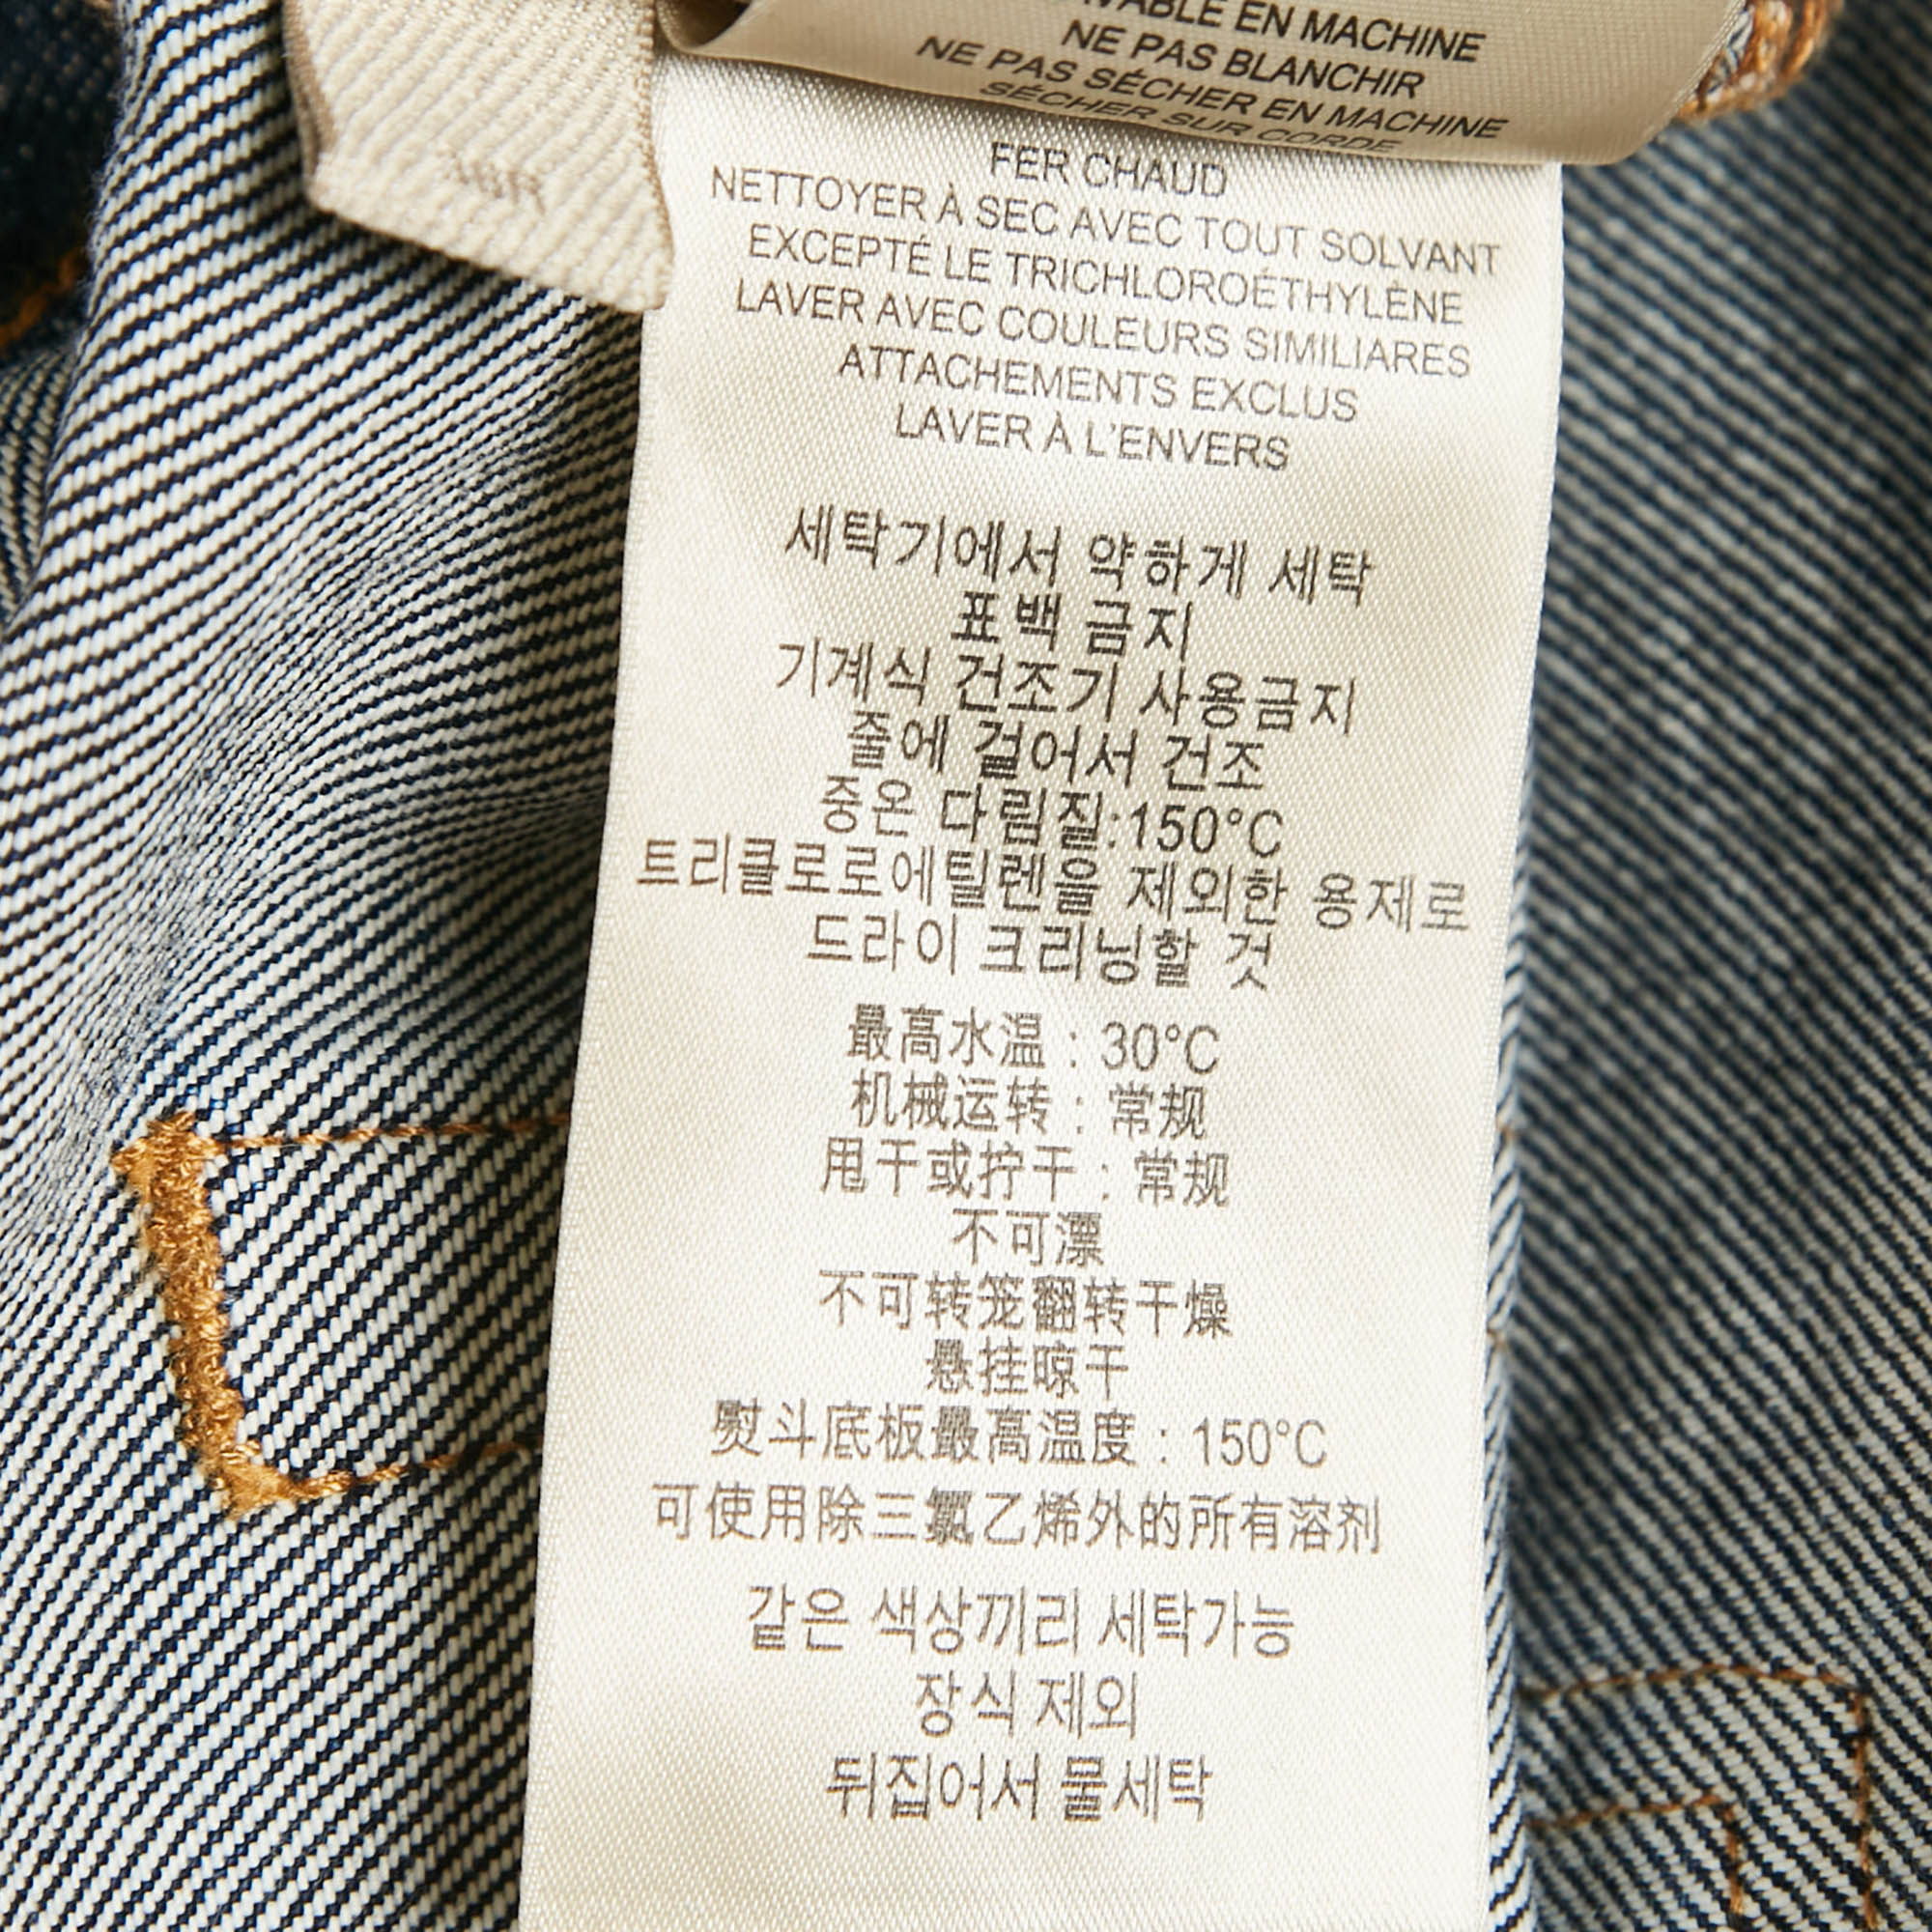 EN MACHINE
NE PAS BLANCHIR
NE PAS SÉCHER EN MACHINE
SÉCHER SUR CORDE
FER CHAUD
NETTOYER À SEC AVEC TOUT SOLVANT
EXCEPTÉ LE TRICHLOROÉTHYLÈNE
LAVER AVEC COULEURS SIMILIARES
ATTACHEMENTS EXCLUS
LAVER À L'ENVERS
세탁기에서 약하게 세탁
표백 금지
기계식 건조기 사용금지
줄에 걸어서 건조
중온 다림질:150°C
트리클로로에틸렌을 제외한 용제로
드라이 크리닝할 것
最高水温：30°C
机械运转：常规
甩干或拧干：常规
不可漂
不可转笼翻转干燥
悬挂晾干
熨斗底板最高温度：150°C
可使用除三氯乙烯外的所有溶剂
같은 색상끼리 세탁가능
장식 제외
뒤집어서 물세탁